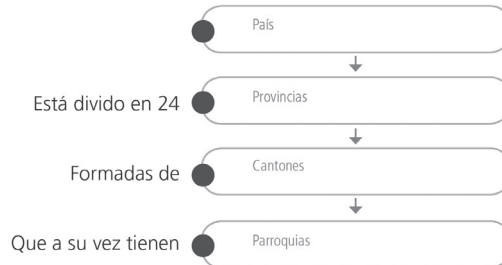 País
Está divido en 24 Provincias
Formadas de Cantones
Que a su vez tienen Parroquias